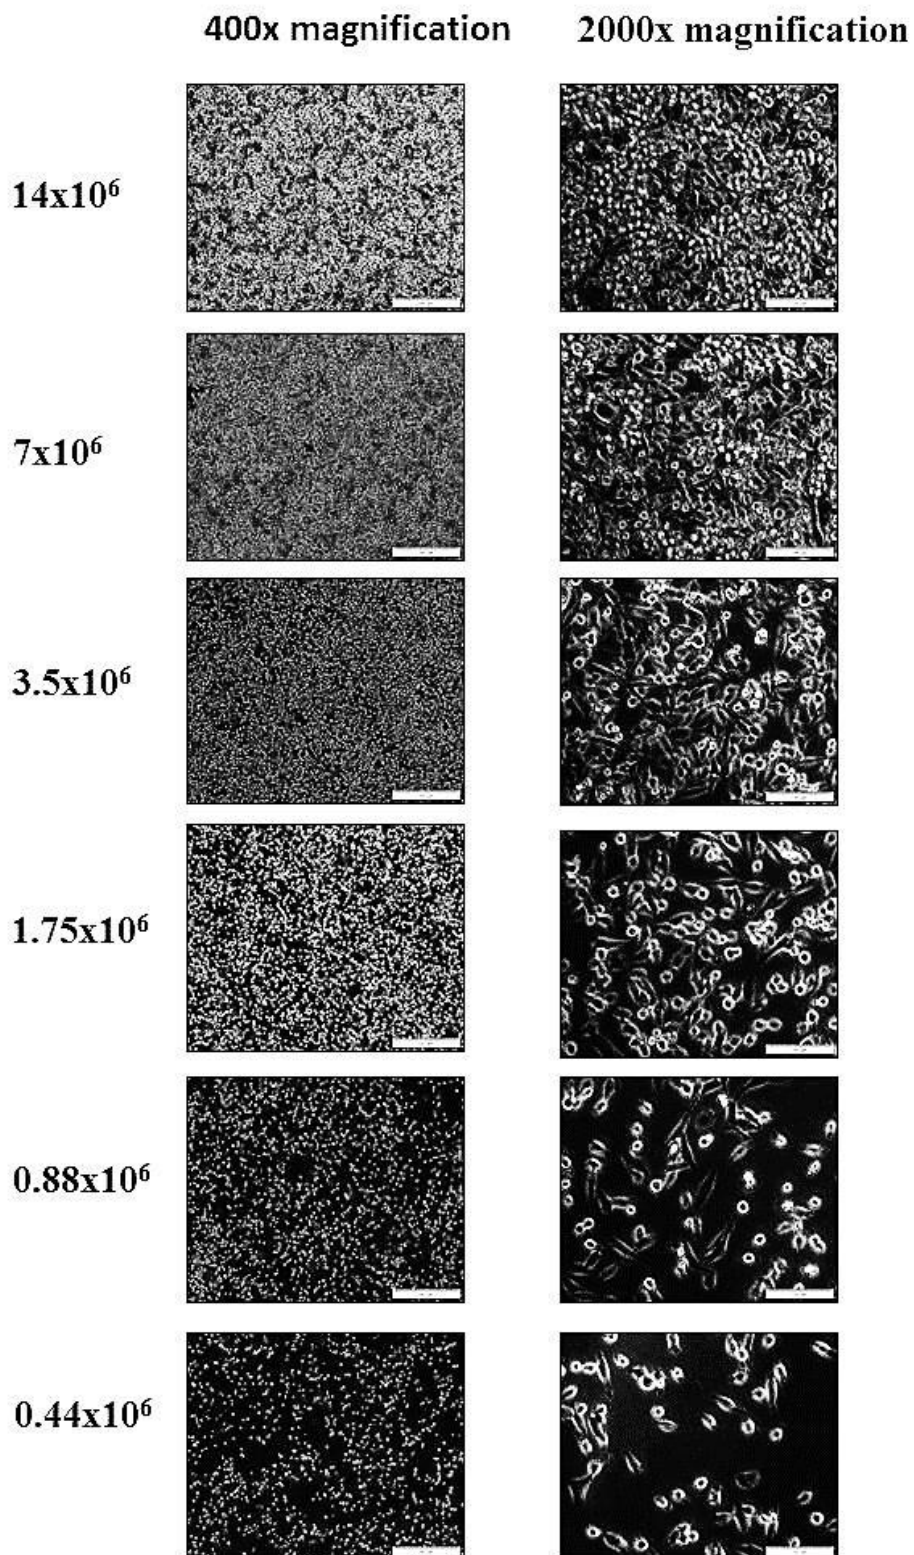 400x magnification 2000x magnification
14x10⁶
7x10⁶
3.5x10⁶
1.75x10⁶
0.88x10⁶
0.44x10⁶